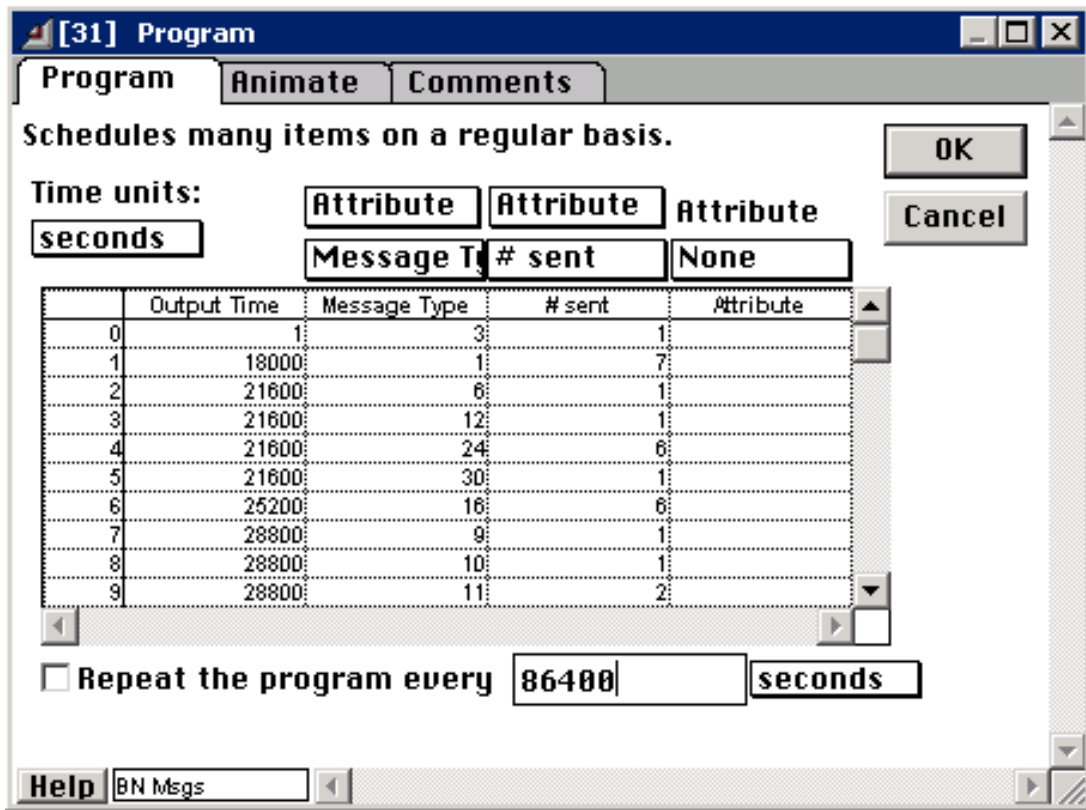 [31] Program
Program Animate Comments
Schedules many items on a regular basis.
OK
Cancel
Time units:
seconds
Attribute Attribute Attribute
Message Ty # sent None
Output Time Message Type # sent Attribute
0 1 3 1
1 18000 1 7
2 21600 6 1
3 21600 12 1
4 21600 24 6
5 21600 30 1
6 25200 16 6
7 28800 9 1
8 28800 10 1
9 28800 11 2
Repeat the program every 86400 seconds
Help BN Msgs